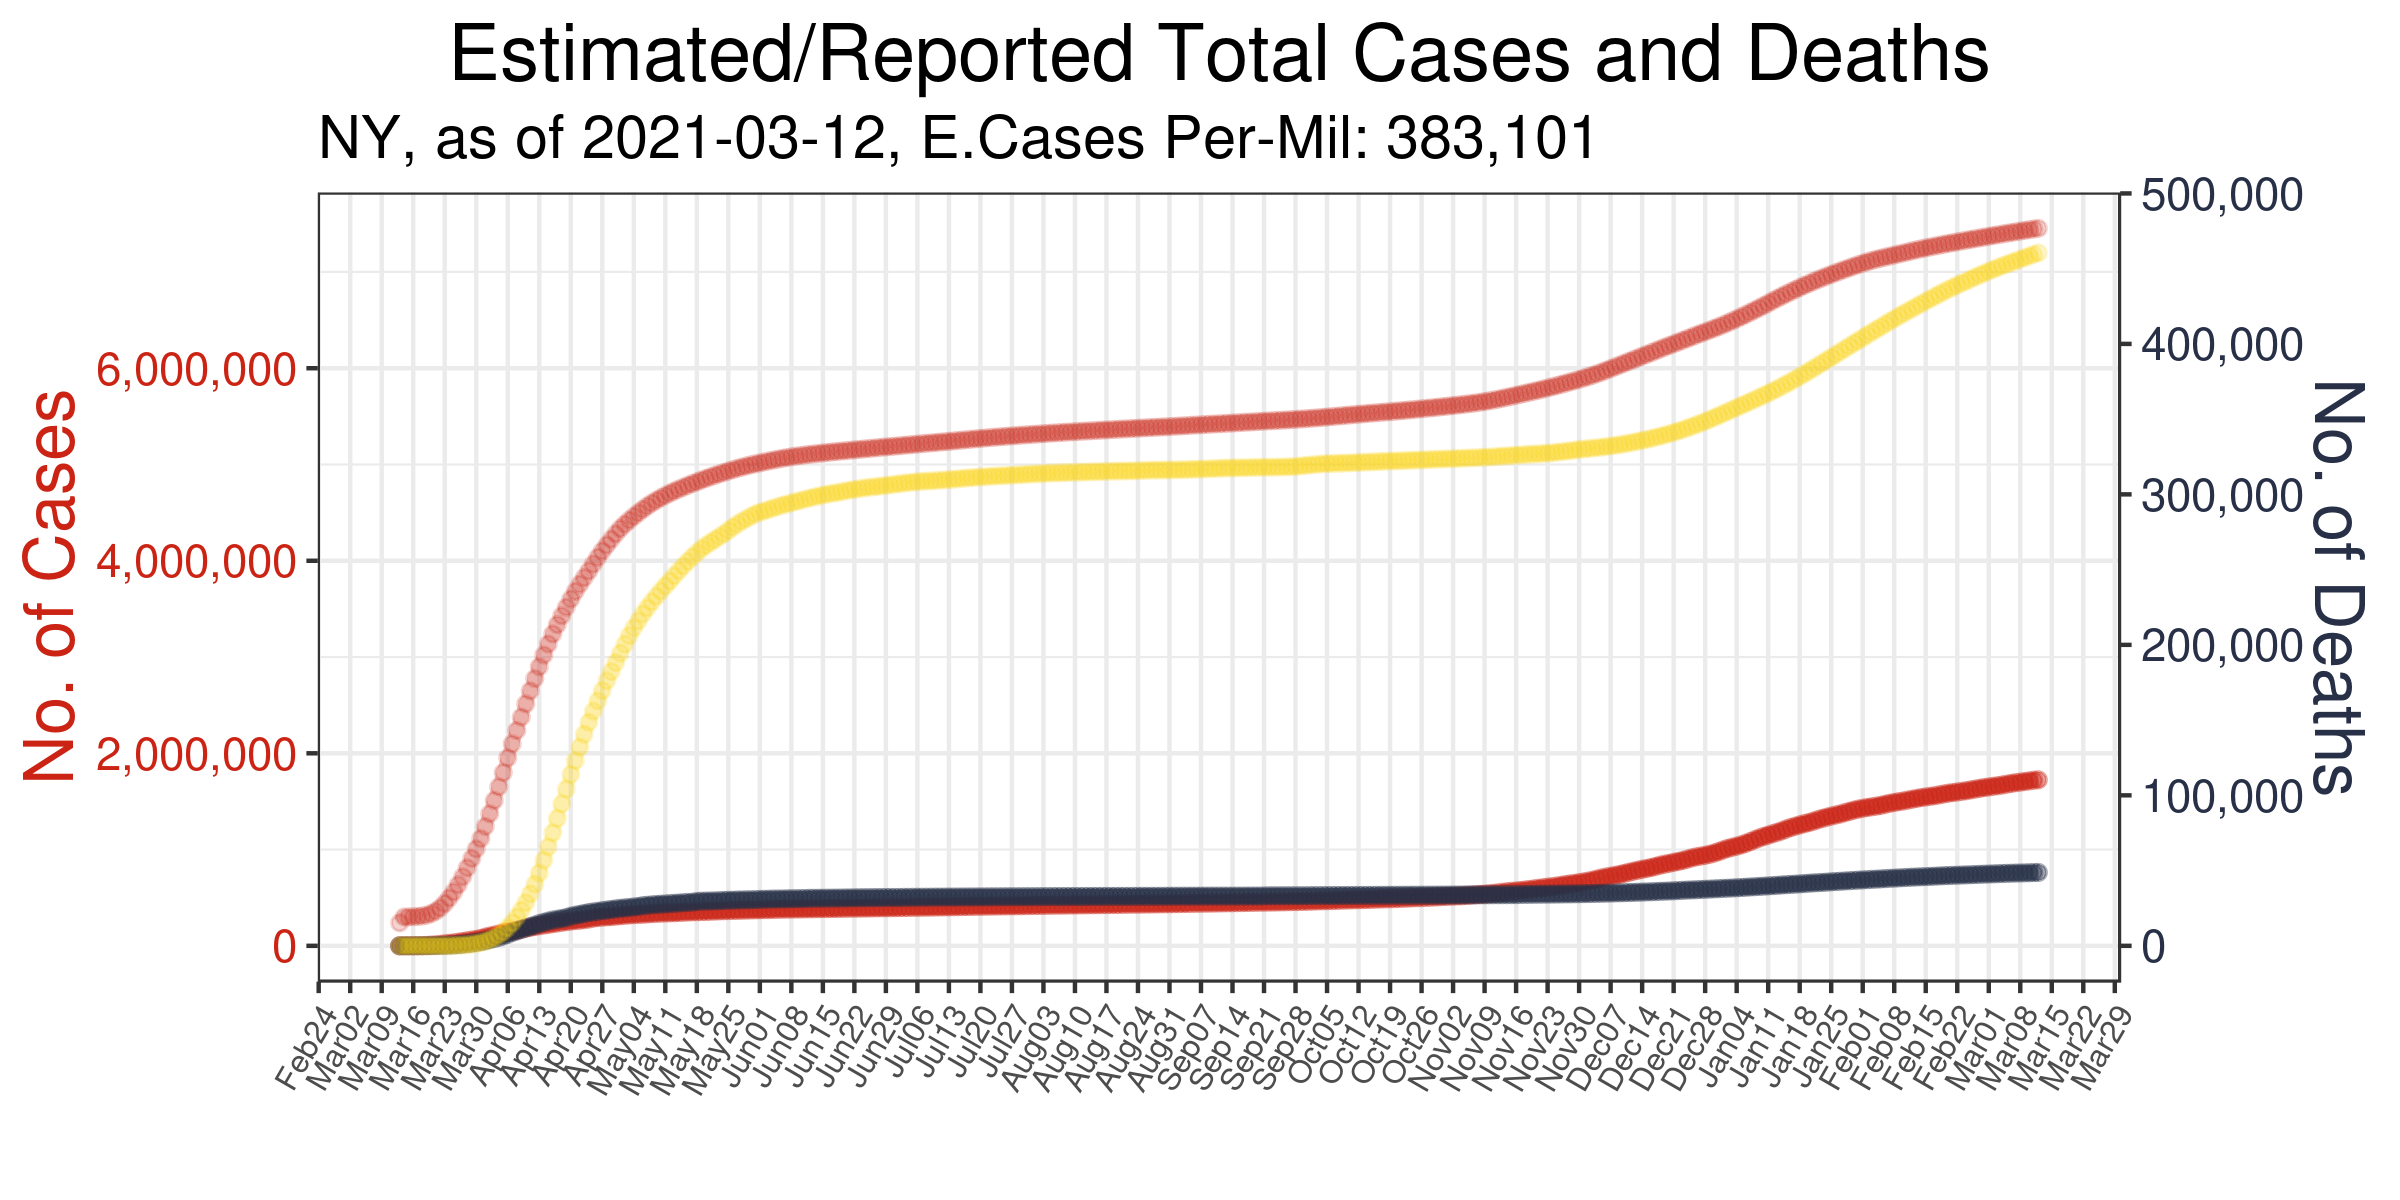 Estimated/Reported Total Cases and Deaths
NY, as of 2021-03-12, E.Cases Per-Mil: 383,101
No. of Cases
6,000,000
4,000,000
2,000,000
0
500,000
400,000
300,000
200,000
100,000
0
No. of Deaths
Feb24
Mar02
Mar09
Mar16
Mar23
Mar30
Apr06
Apr13
Apr20
Apr27
May04
May11
May18
May25
Jun01
Jun08
Jun15
Jun22
Jun29
Jul06
Jul13
Jul20
Jul27
Aug03
Aug10
Aug17
Aug24
Aug31
Sep07
Sep14
Sep21
Sep28
Oct05
Oct12
Oct19
Oct26
Nov02
Nov09
Nov16
Nov23
Nov30
Dec07
Dec14
Dec21
Dec28
Jan04
Jan11
Jan18
Jan25
Feb01
Feb08
Feb15
Feb22
Mar01
Mar08
Mar15
Mar22
Mar29